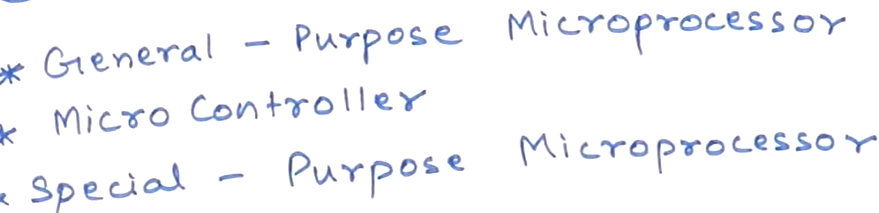 * General - Purpose Microprocessor
* Micro Controller
* Special - Purpose Microprocessor